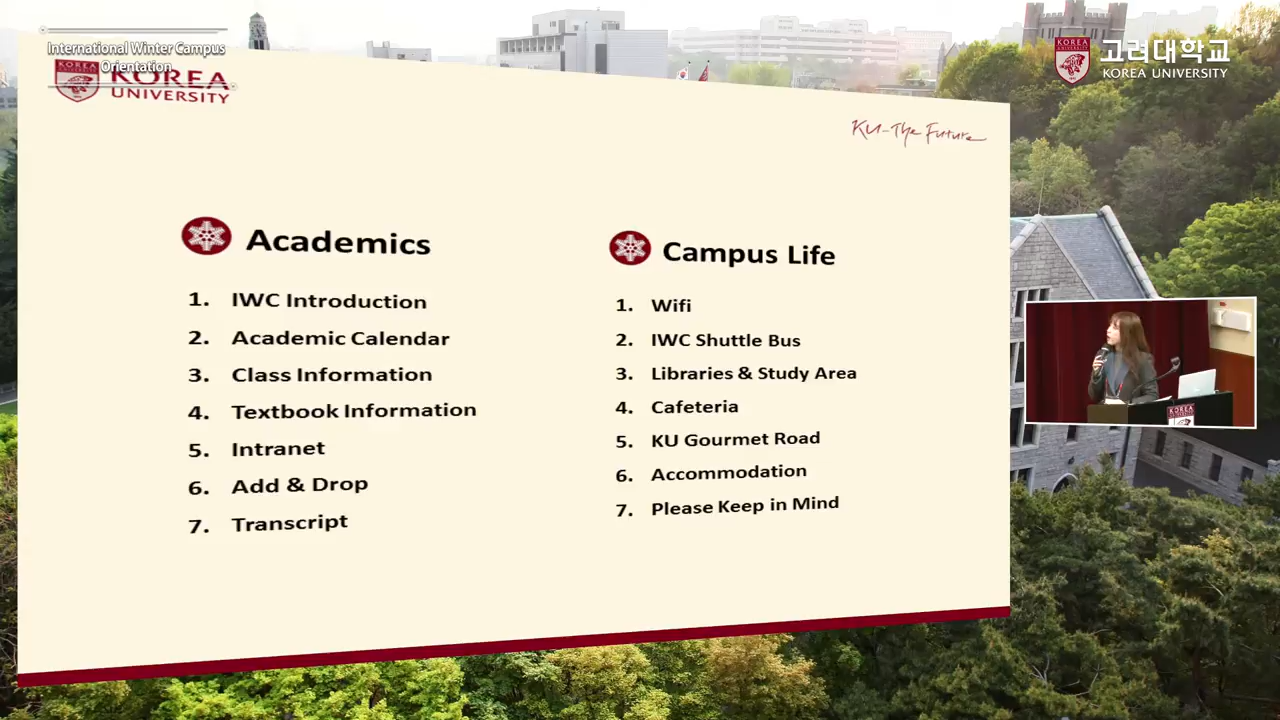 International Winter Campus
Orientation
KOREA
UNIVERSITY
고려대학교
KOREA UNIVERSITY
KU-The Future
Academics
1. IWC Introduction
2. Academic Calendar
3. Class Information
4. Textbook Information
5. Intranet
6. Add & Drop
7. Transcript
Campus Life
1. Wifi
2. IWC Shuttle Bus
3. Libraries & Study Area
4. Cafeteria
5. KU Gourmet Road
6. Accommodation
7. Please Keep in Mind
KOREA